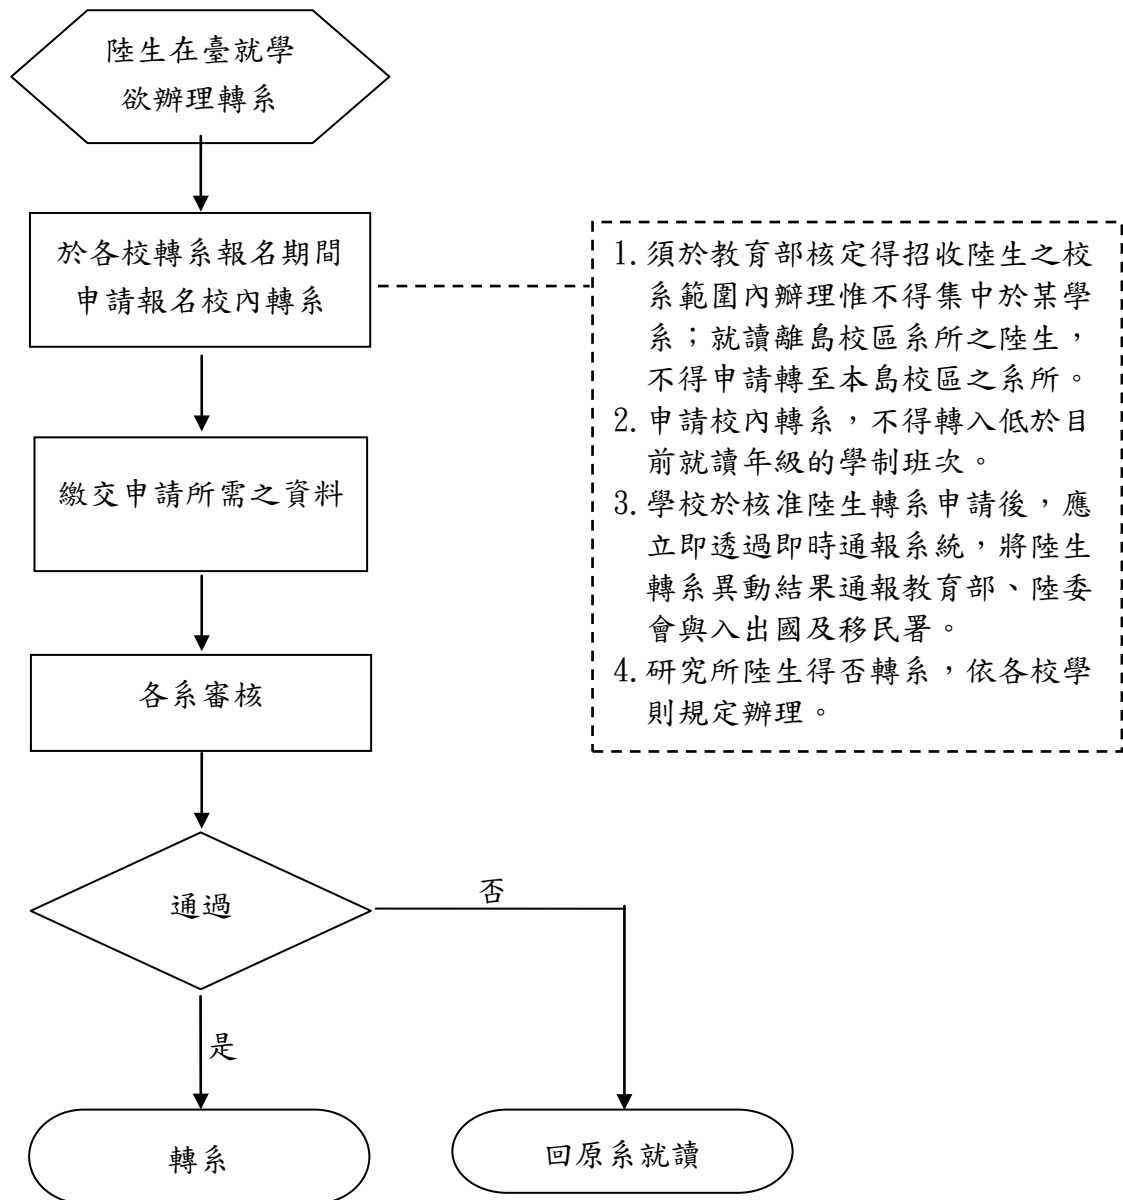 陸生在臺就學
欲辦理轉系
於各校轉系報名期間
申請報名校內轉系
1. 須於教育部核定得招收陸生之校
系範圍內辦理惟不得集中於某學
系；就讀離島校區系所之陸生，
不得申請轉至本島校區之系所。
2. 申請校內轉系，不得轉入低於目
前就讀年級的學制班次。
3. 學校於核准陸生轉系申請後，應
立即透過即時通報系統，將陸生
轉系異動結果通報教育部、陸委
會與入出國及移民署。
4. 研究所陸生得否轉系，依各校學
則規定辦理。
繳交申請所需之資料
各系審核
通過
否
是
轉系
回原系就讀